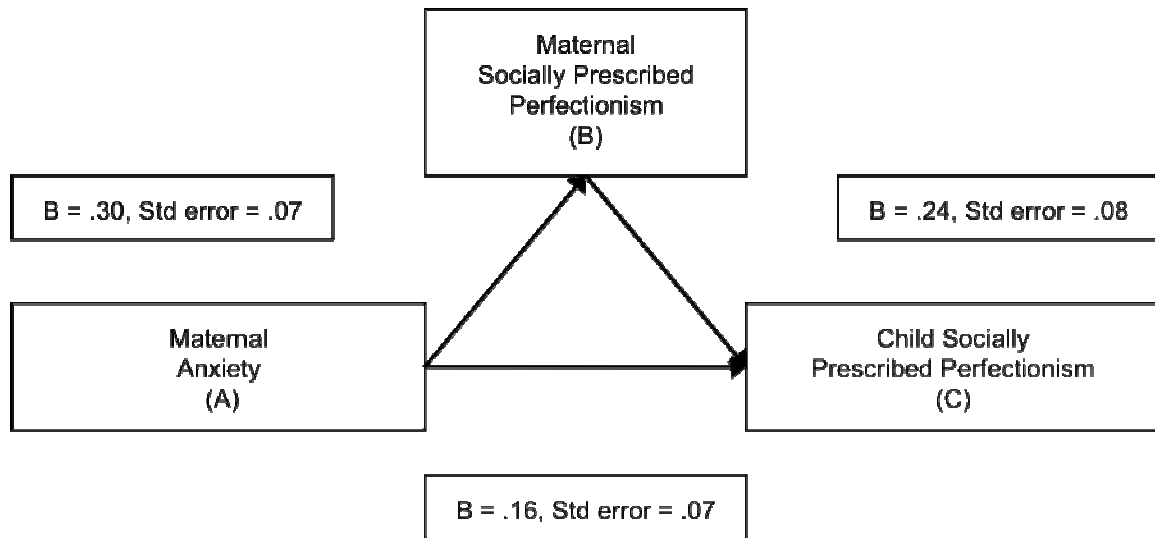 Maternal
Socially Prescribed
Perfectionism
(B)
B = .30, Std error = .07
B = .24, Std error = .08
Maternal
Anxiety
(A)
Child Socially
Prescribed Perfectionism
(C)
B = .16, Std error = .07